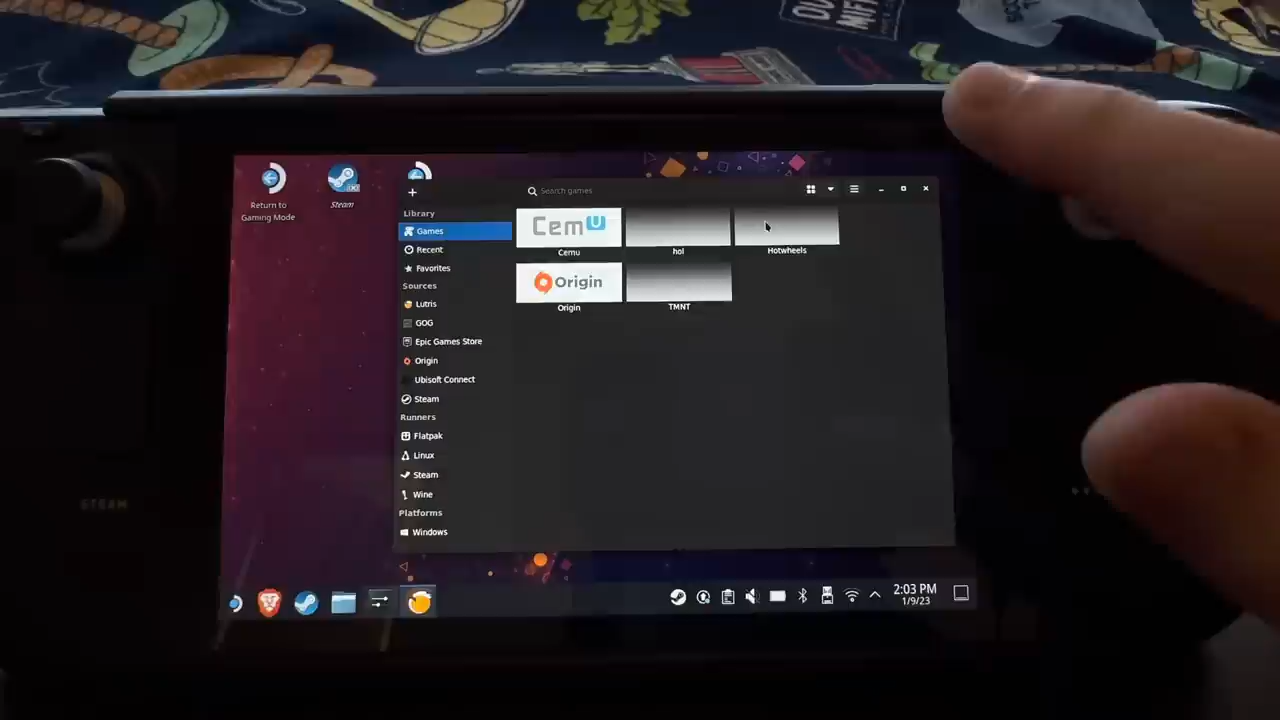 Return to
Gaming Mode
Steam
Search games
Library
Games
Recent
Favorites
Sources
Lutris
GOG
Epic Games Store
Origin
Ubisoft Connect
Steam
Runners
Flatpak
Linux
Steam
Wine
Platforms
Windows
CemU
Cemu
hol
Hotwheels
Origin
Origin
TMNT
STEAM
2:03 PM
1/9/23